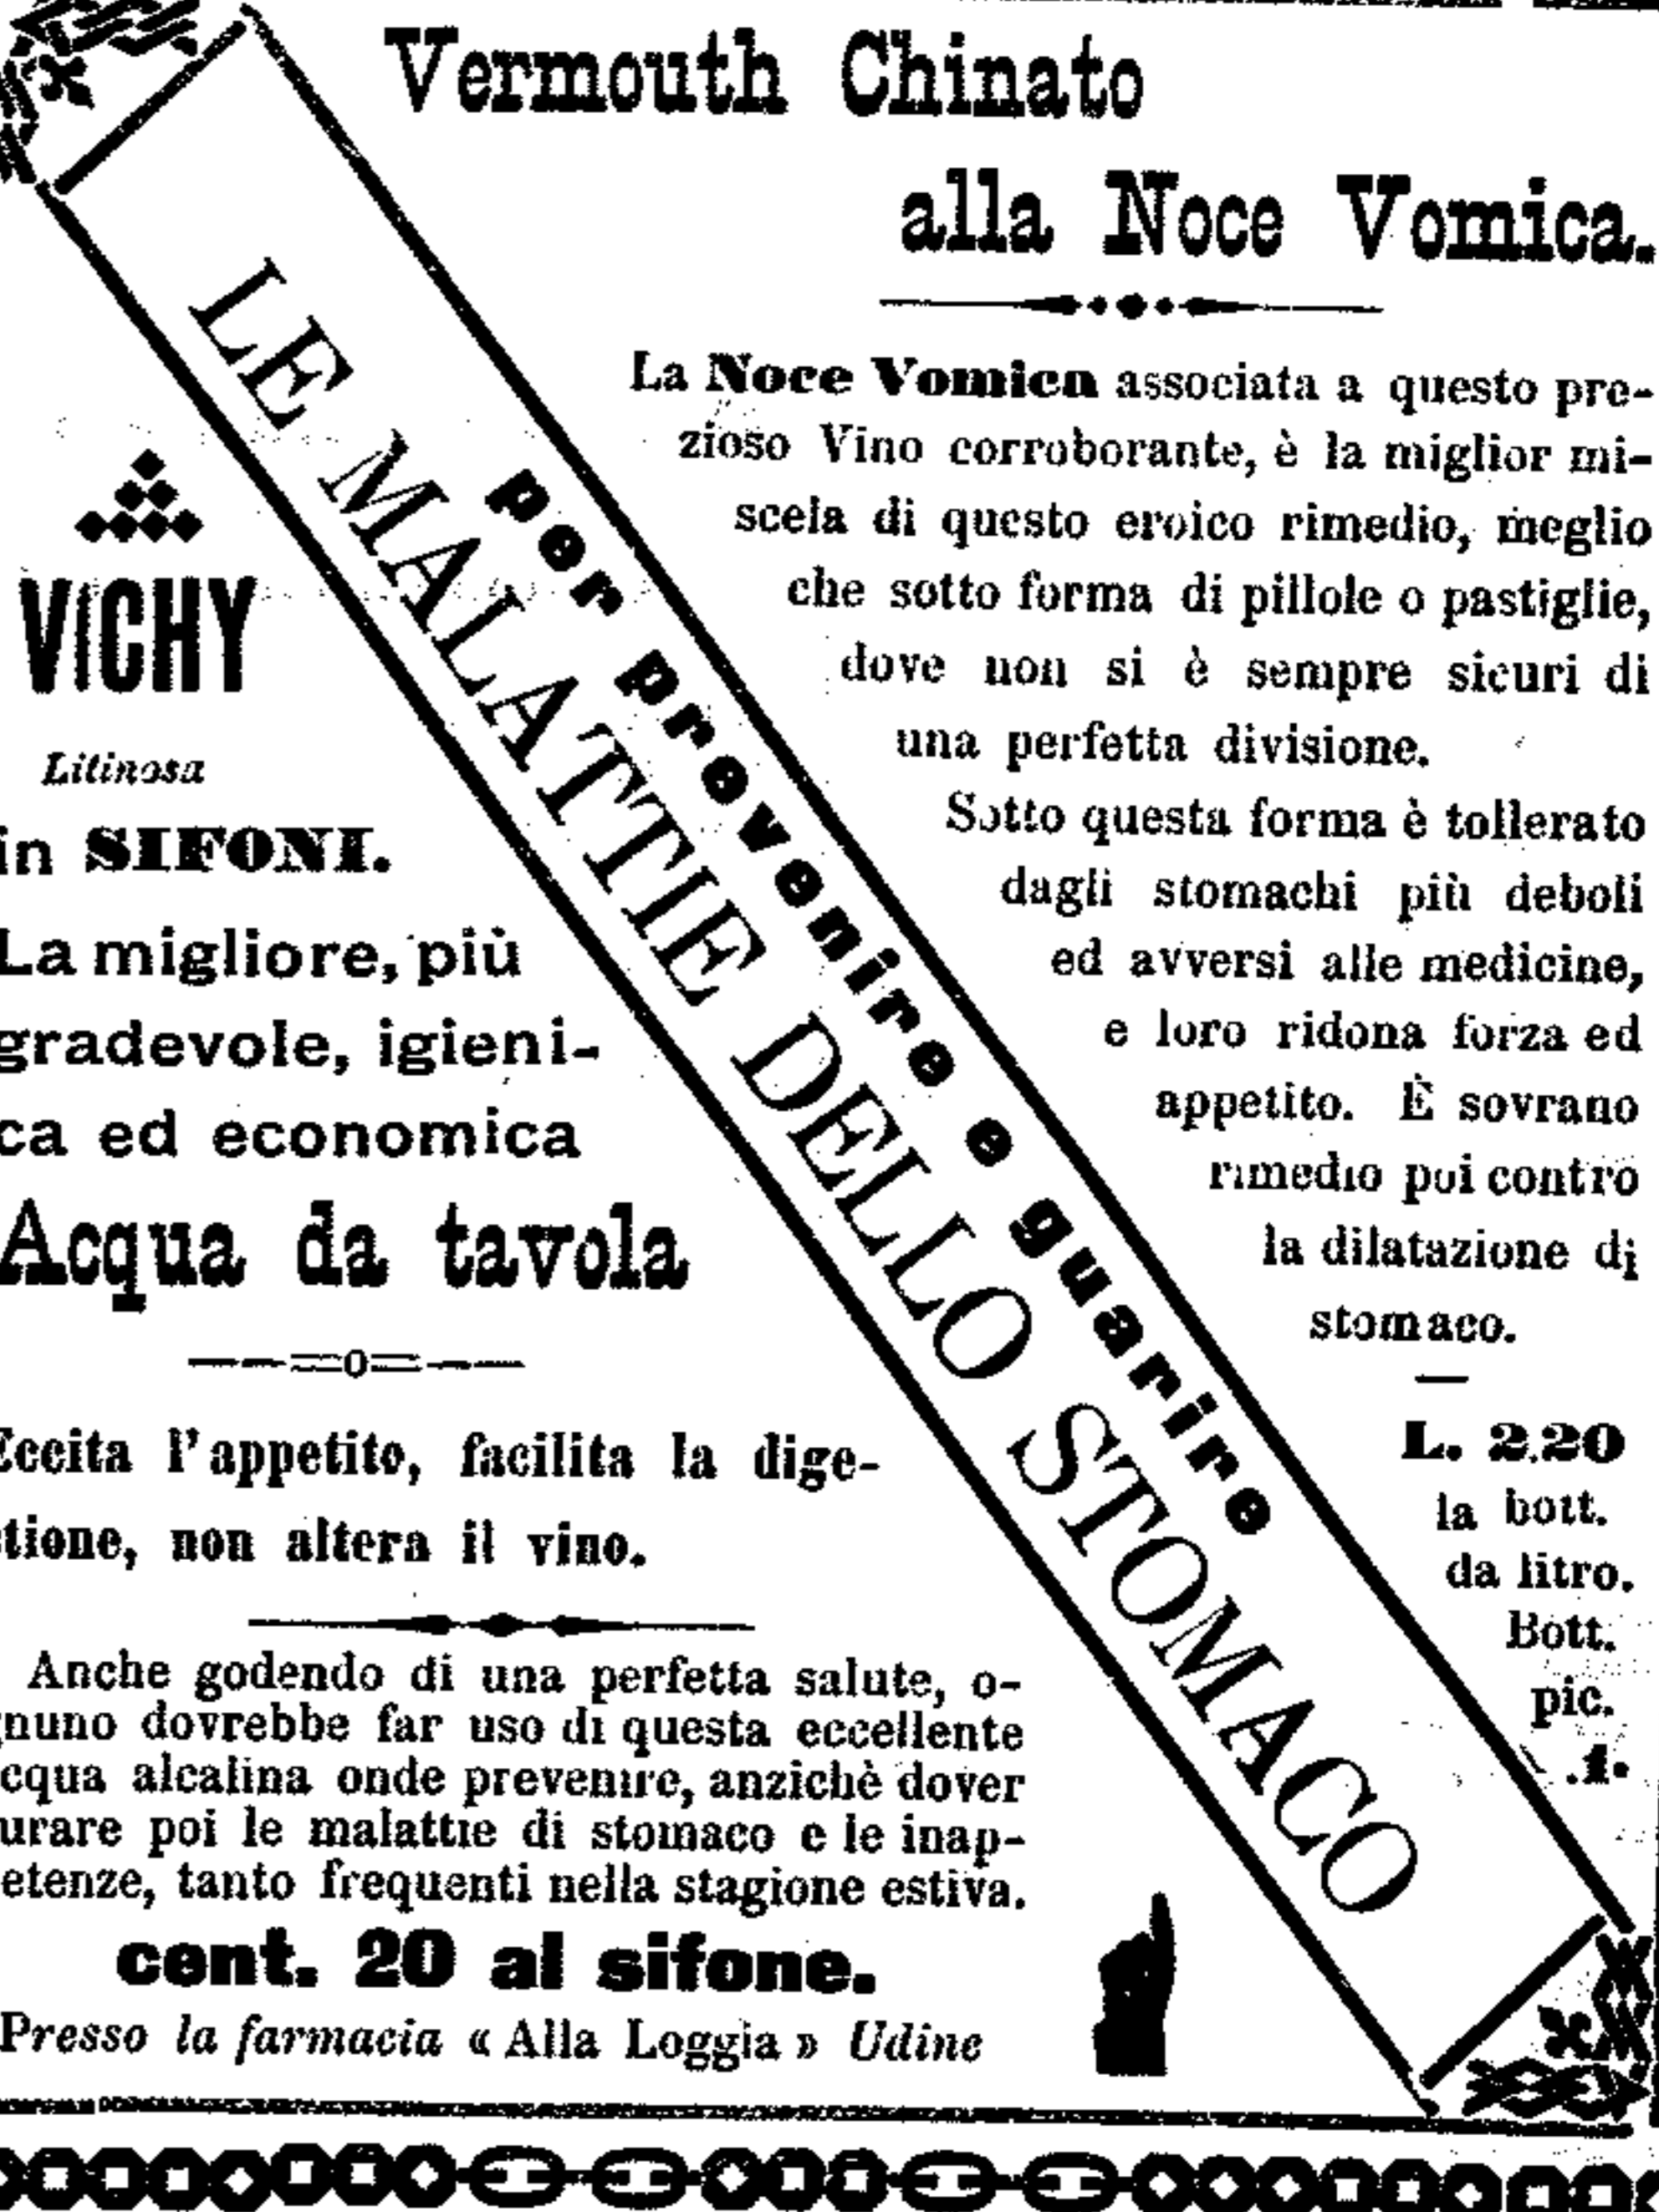 Vermouth Chinato
alla Noce Vomica.
La Noce Vomica associata a questo pre-
zioso Vino corroborante, è la miglior mi-
scela di questo eroico rimedio, meglio
che sotto forma di pillole o pastiglie,
dove non si è sempre sicuri di
una perfetta divisione.
Sotto questa forma è tollerato
dagli stomachi più deboli
ed avversi alle medicine,
e loro ridona forza ed
appetito. È sovrano
rimedio poi contro
la dilatazione di
stomaco.
L. 2.20
la bott.
da litro.
Bott.
pic.
.1.
per prevenire e guarire
LE MALATTIE DELLO STOMACO
VICHY
Litinosa
in SIFONI.
La migliore, più
gradevole, igieni-
ca ed economica
Acqua da tavola
Eccita l'appetito, facilita la dige-
stione, non altera il vino.
Anche godendo di una perfetta salute, o-
gnuno dovrebbe far uso di questa eccellente
cqua alcalina onde prevenire, anzichè dover
urare poi le malattie di stomaco e le inap-
etenze, tanto frequenti nella stagione estiva.
cent. 20 al sifone.
Presso la farmacia « Alla Loggia » Udine